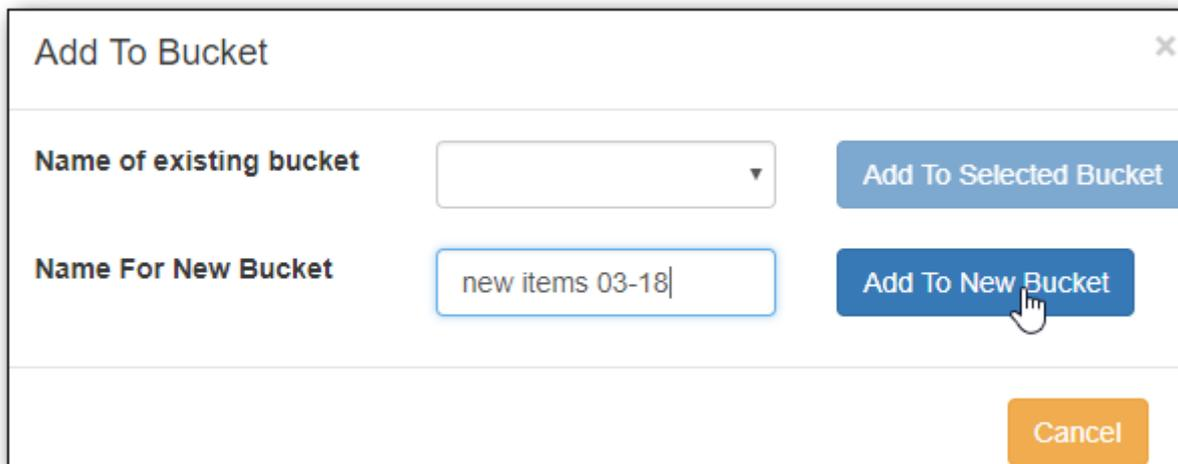 Add To Bucket ×
Name of existing bucket Add To Selected Bucket
Name For New Bucket new items 03-18 Add To New Bucket
Cancel